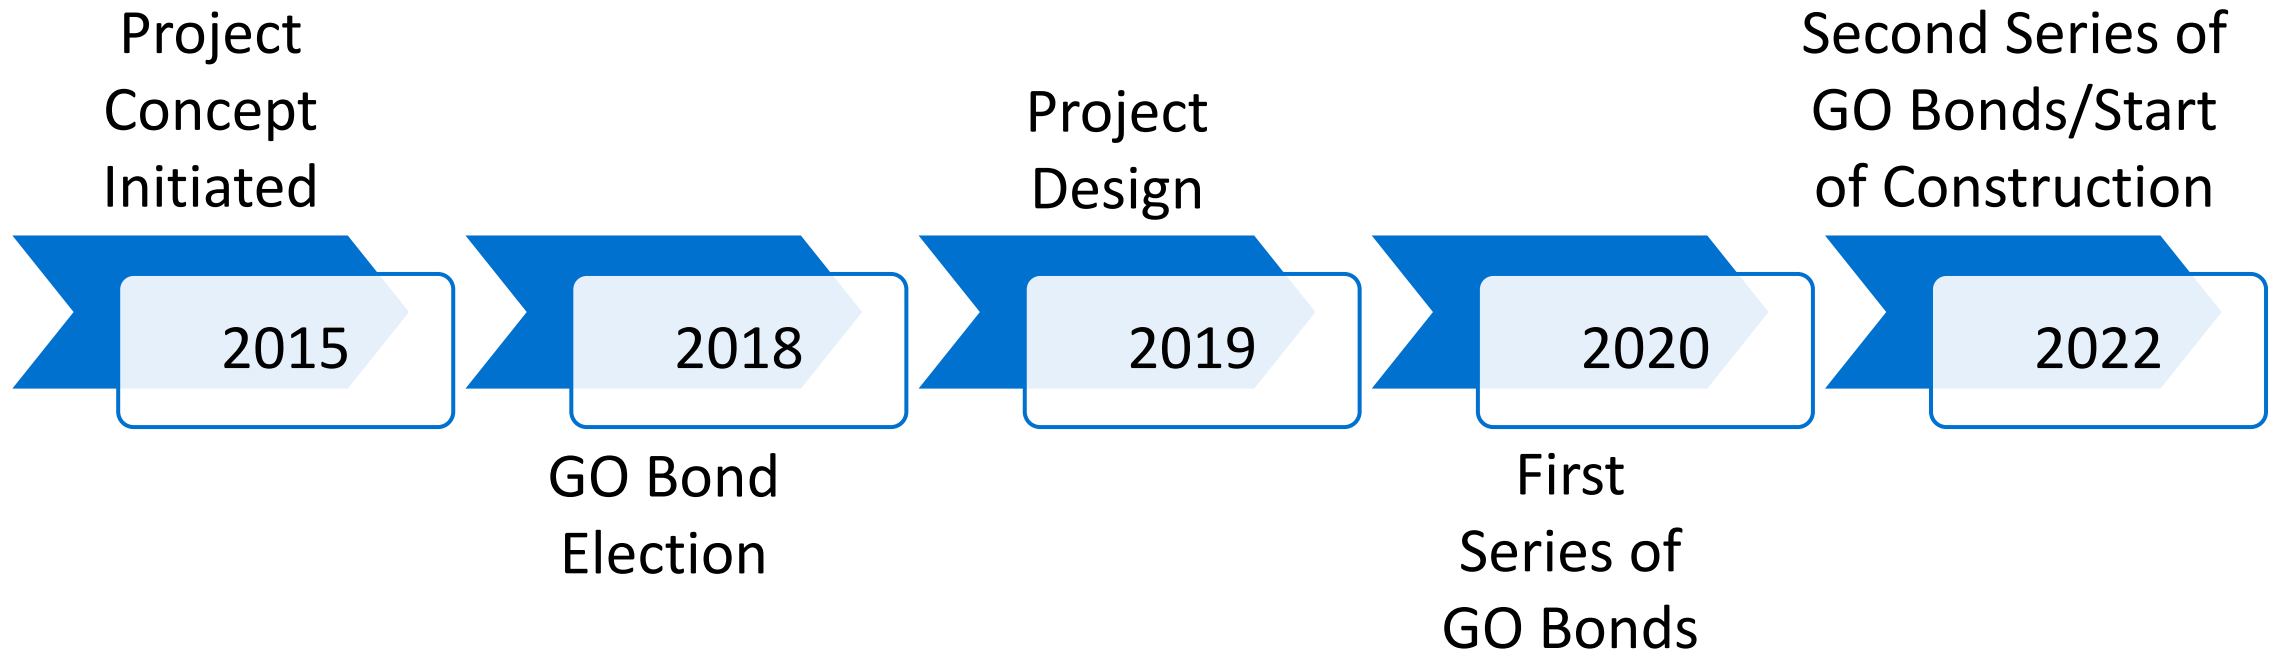 Project
Concept
Initiated
2015
2018
GO Bond
Election
Project
Design
2019
2020
First
Series of
GO Bonds
Second Series of
GO Bonds/Start
of Construction
2022